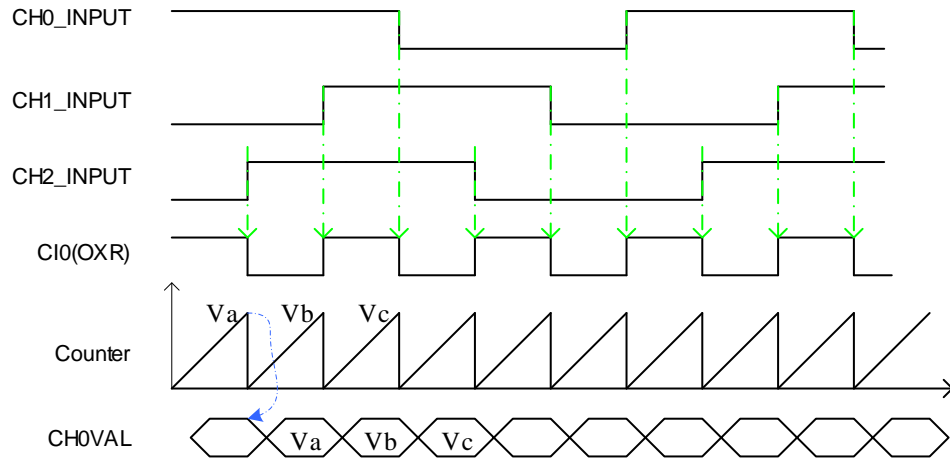 CH0_INPUT
CH1_INPUT
CH2_INPUT
CI0(OXR)
Va Vb Vc
Counter
CH0VAL Va Vb Vc